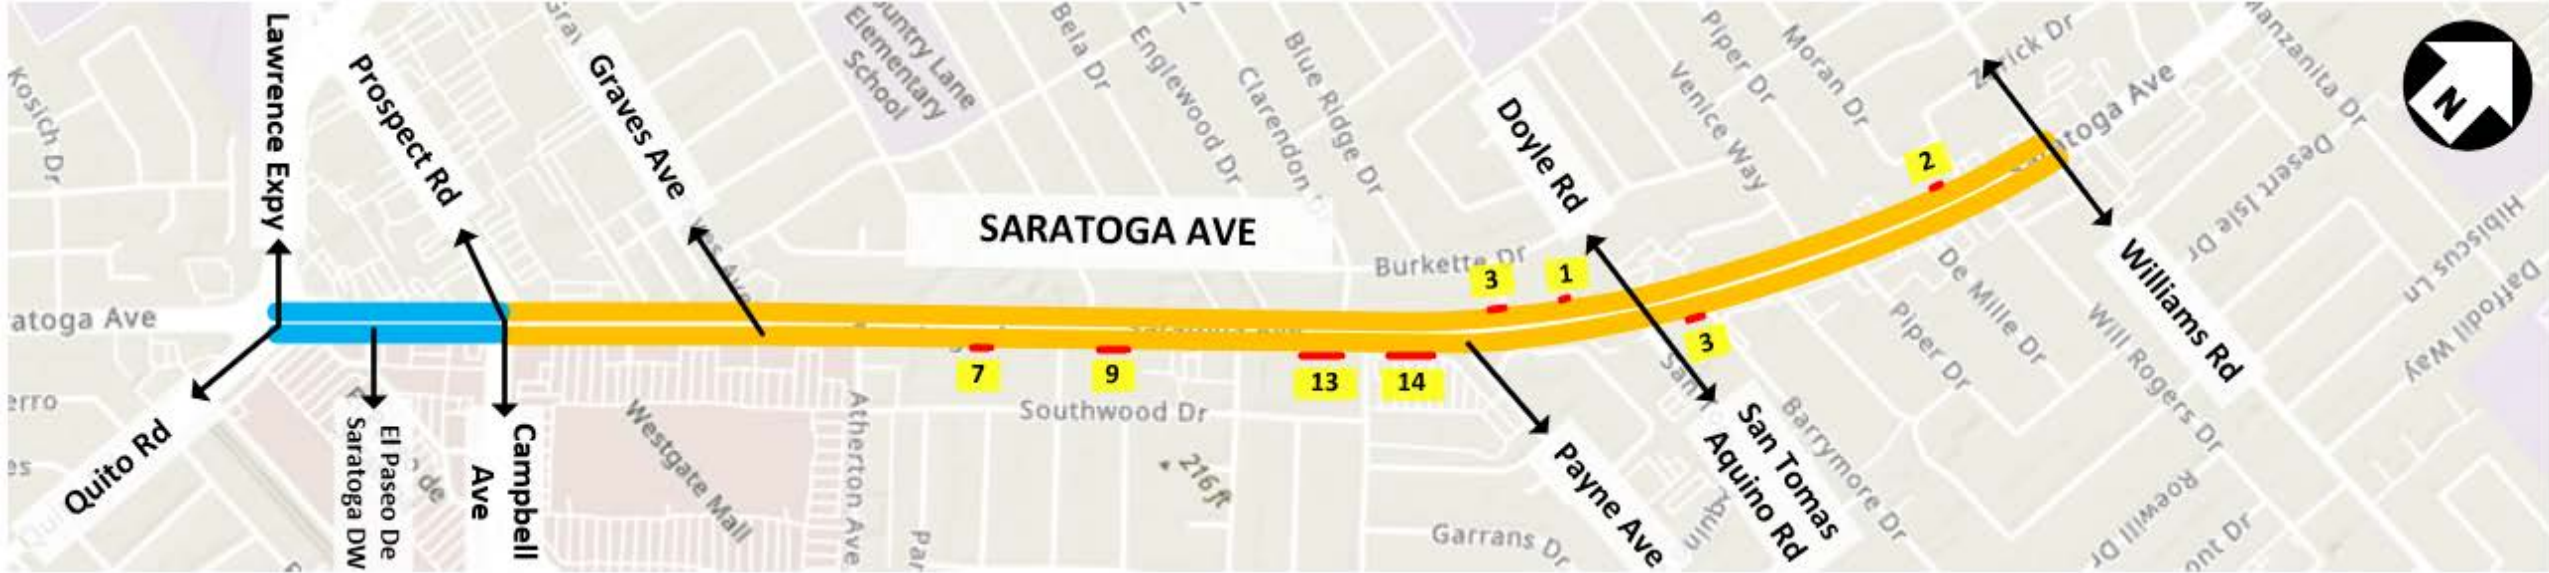 Kosich Dr
Lawrence Expy
Prospect Rd
Graves Ave
Country Lane
Elementary
School
Bela Dr
Englewood Dr
Clarendon
Blue Ridge Dr
Doyle Rd
Venice Way
Piper Dr
Moran Dr
2
Saratoga Ave
Manzanita Dr
Desert Isle Dr
Hibiscus Ln
Daffodil Way
N
SARATOGA AVE
Burkette Dr
3
1
atoga Ave
7
9
13
14
3
Southwood Dr
216 ft
Quito Rd
El Paseo De
Saratoga DW
Campbell
Ave
Westgate Mall
Atherton Ave
Par
Garrans Dr
Payne Ave
San Tomas
Aquino Rd
Barrymore Dr
Piper Dr
De Mille Dr
Will Rogers Dr
Williams Rd
Roewill Dr